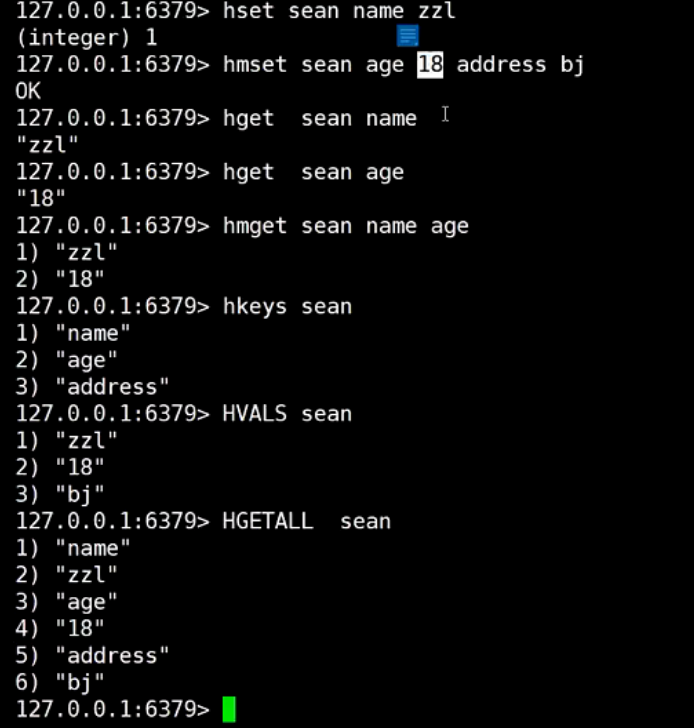 127.0.0.1:6379> hset sean name zzl
(integer) 1
127.0.0.1:6379> hmset sean age 18 address bj
OK
127.0.0.1:6379> hget  sean name
"zzl"
127.0.0.1:6379> hget  sean age
"18"
127.0.0.1:6379> hmget sean name age
1) "zzl"
2) "18"
127.0.0.1:6379> hkeys sean
1) "name"
2) "age"
3) "address"
127.0.0.1:6379> HVALS sean
1) "zzl"
2) "18"
3) "bj"
127.0.0.1:6379> HGETALL  sean
1) "name"
2) "zzl"
3) "age"
4) "18"
5) "address"
6) "bj"
127.0.0.1:6379>